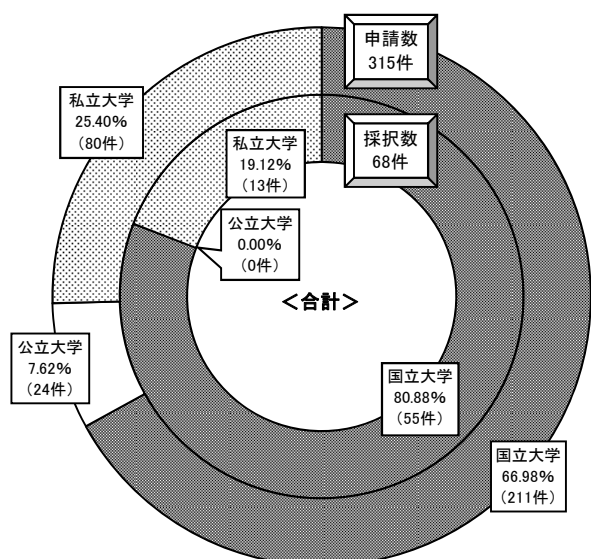 申請数
315件
私立大学
25.40%
（80件）
採択数
68件
私立大学
19.12%
（13件）
公立大学
0.00%
（0件）
＜合計＞
公立大学
7.62%
（24件）
国立大学
80.88%
（55件）
国立大学
66.98%
（211件）